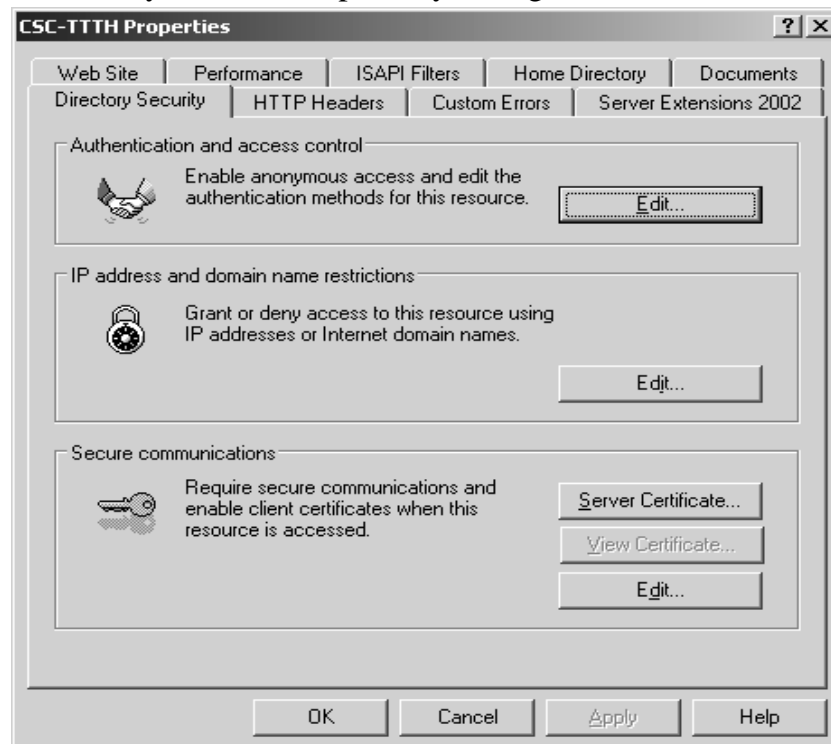 CSC-TTTH Properties
Web Site Performance ISAPI Filters Home Directory Documents
Directory Security HTTP Headers Custom Errors Server Extensions 2002
Authentication and access control
Enable anonymous access and edit the
authentication methods for this resource.
Edit...
IP address and domain name restrictions
Grant or deny access to this resource using
IP addresses or Internet domain names.
Edit...
Secure communications
Require secure communications and
enable client certificates when this
resource is accessed.
Server Certificate...
View Certificate...
Edit...
OK Cancel Apply Help